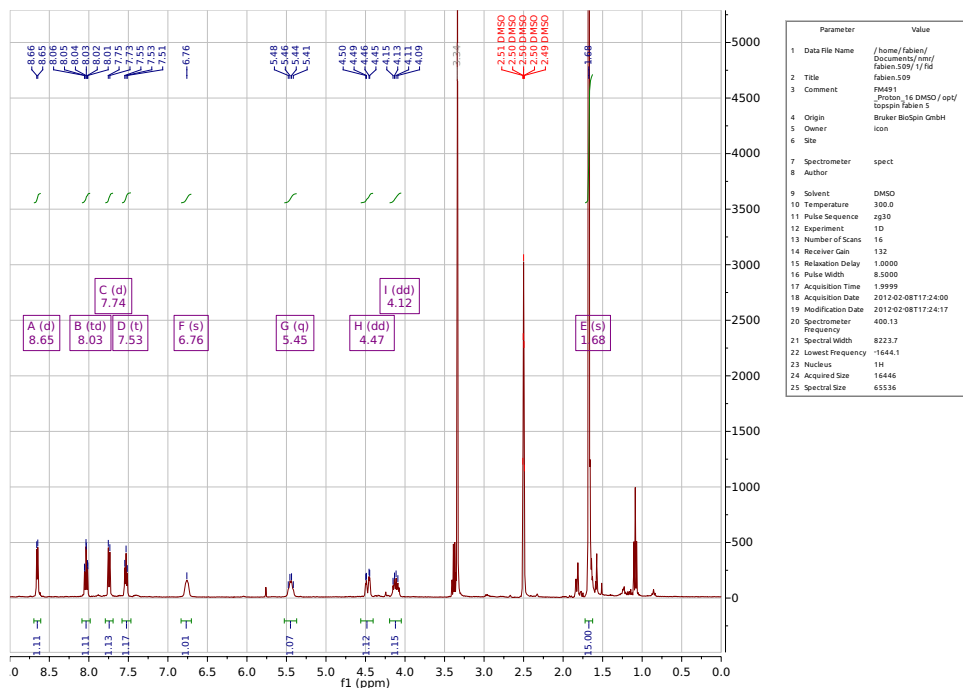 8.66
8.65
8.06
8.05
8.04
8.03
8.02
8.01
7.75
7.73
7.55
7.53
7.51
6.76
5.48
5.46
5.44
5.41
4.50
4.49
4.46
4.45
4.15
4.13
4.11
4.09
3.34
2.51 DMSO
2.50 DMSO
2.50 DMSO
2.50 DMSO
2.49 DMSO
1.68
C (d)
7.74
I (dd)
4.12
A (d)
8.65
B (td)
8.03
D (t)
7.53
F (s)
6.76
G (q)
5.45
H (dd)
4.47
E (s)
1.68
5000
4500
4000
3500
3000
2500
2000
1500
1000
500
0
1.11
1.11
1.13
1.17
1.01
1.07
1.12
1.15
15.00
.0 8.5 8.0 7.5 7.0 6.5 6.0 5.5 5.0 4.5 4.0 3.5 3.0 2.5 2.0 1.5 1.0 0.5 0.0
f1 (ppm)
Parameter Value
1 Data File Name / home/ fabien/
Documents/ nmr/
fabien.509/ 1/ fid
2 Title fabien.509
3 Comment FM491
_Proton_16 DMSO / opt/
topspin fabien 5
4 Origin Bruker BioSpin GmbH
5 Owner icon
6 Site
7 Spectrometer spect
8 Author
9 Solvent DMSO
10 Temperature 300.0
11 Pulse Sequence zg30
12 Experiment 1D
13 Number of Scans 16
14 Receiver Gain 132
15 Relaxation Delay 1.0000
16 Pulse Width 8.5000
17 Acquisition Time 1.9999
18 Acquisition Date 2012-02-08T17:24:00
19 Modification Date 2012-02-08T17:24:17
20 Spectrometer 400.13
Frequency
21 Spectral Width 8223.7
22 Lowest Frequency -1644.1
23 Nucleus 1H
24 Acquired Size 16446
25 Spectral Size 65536